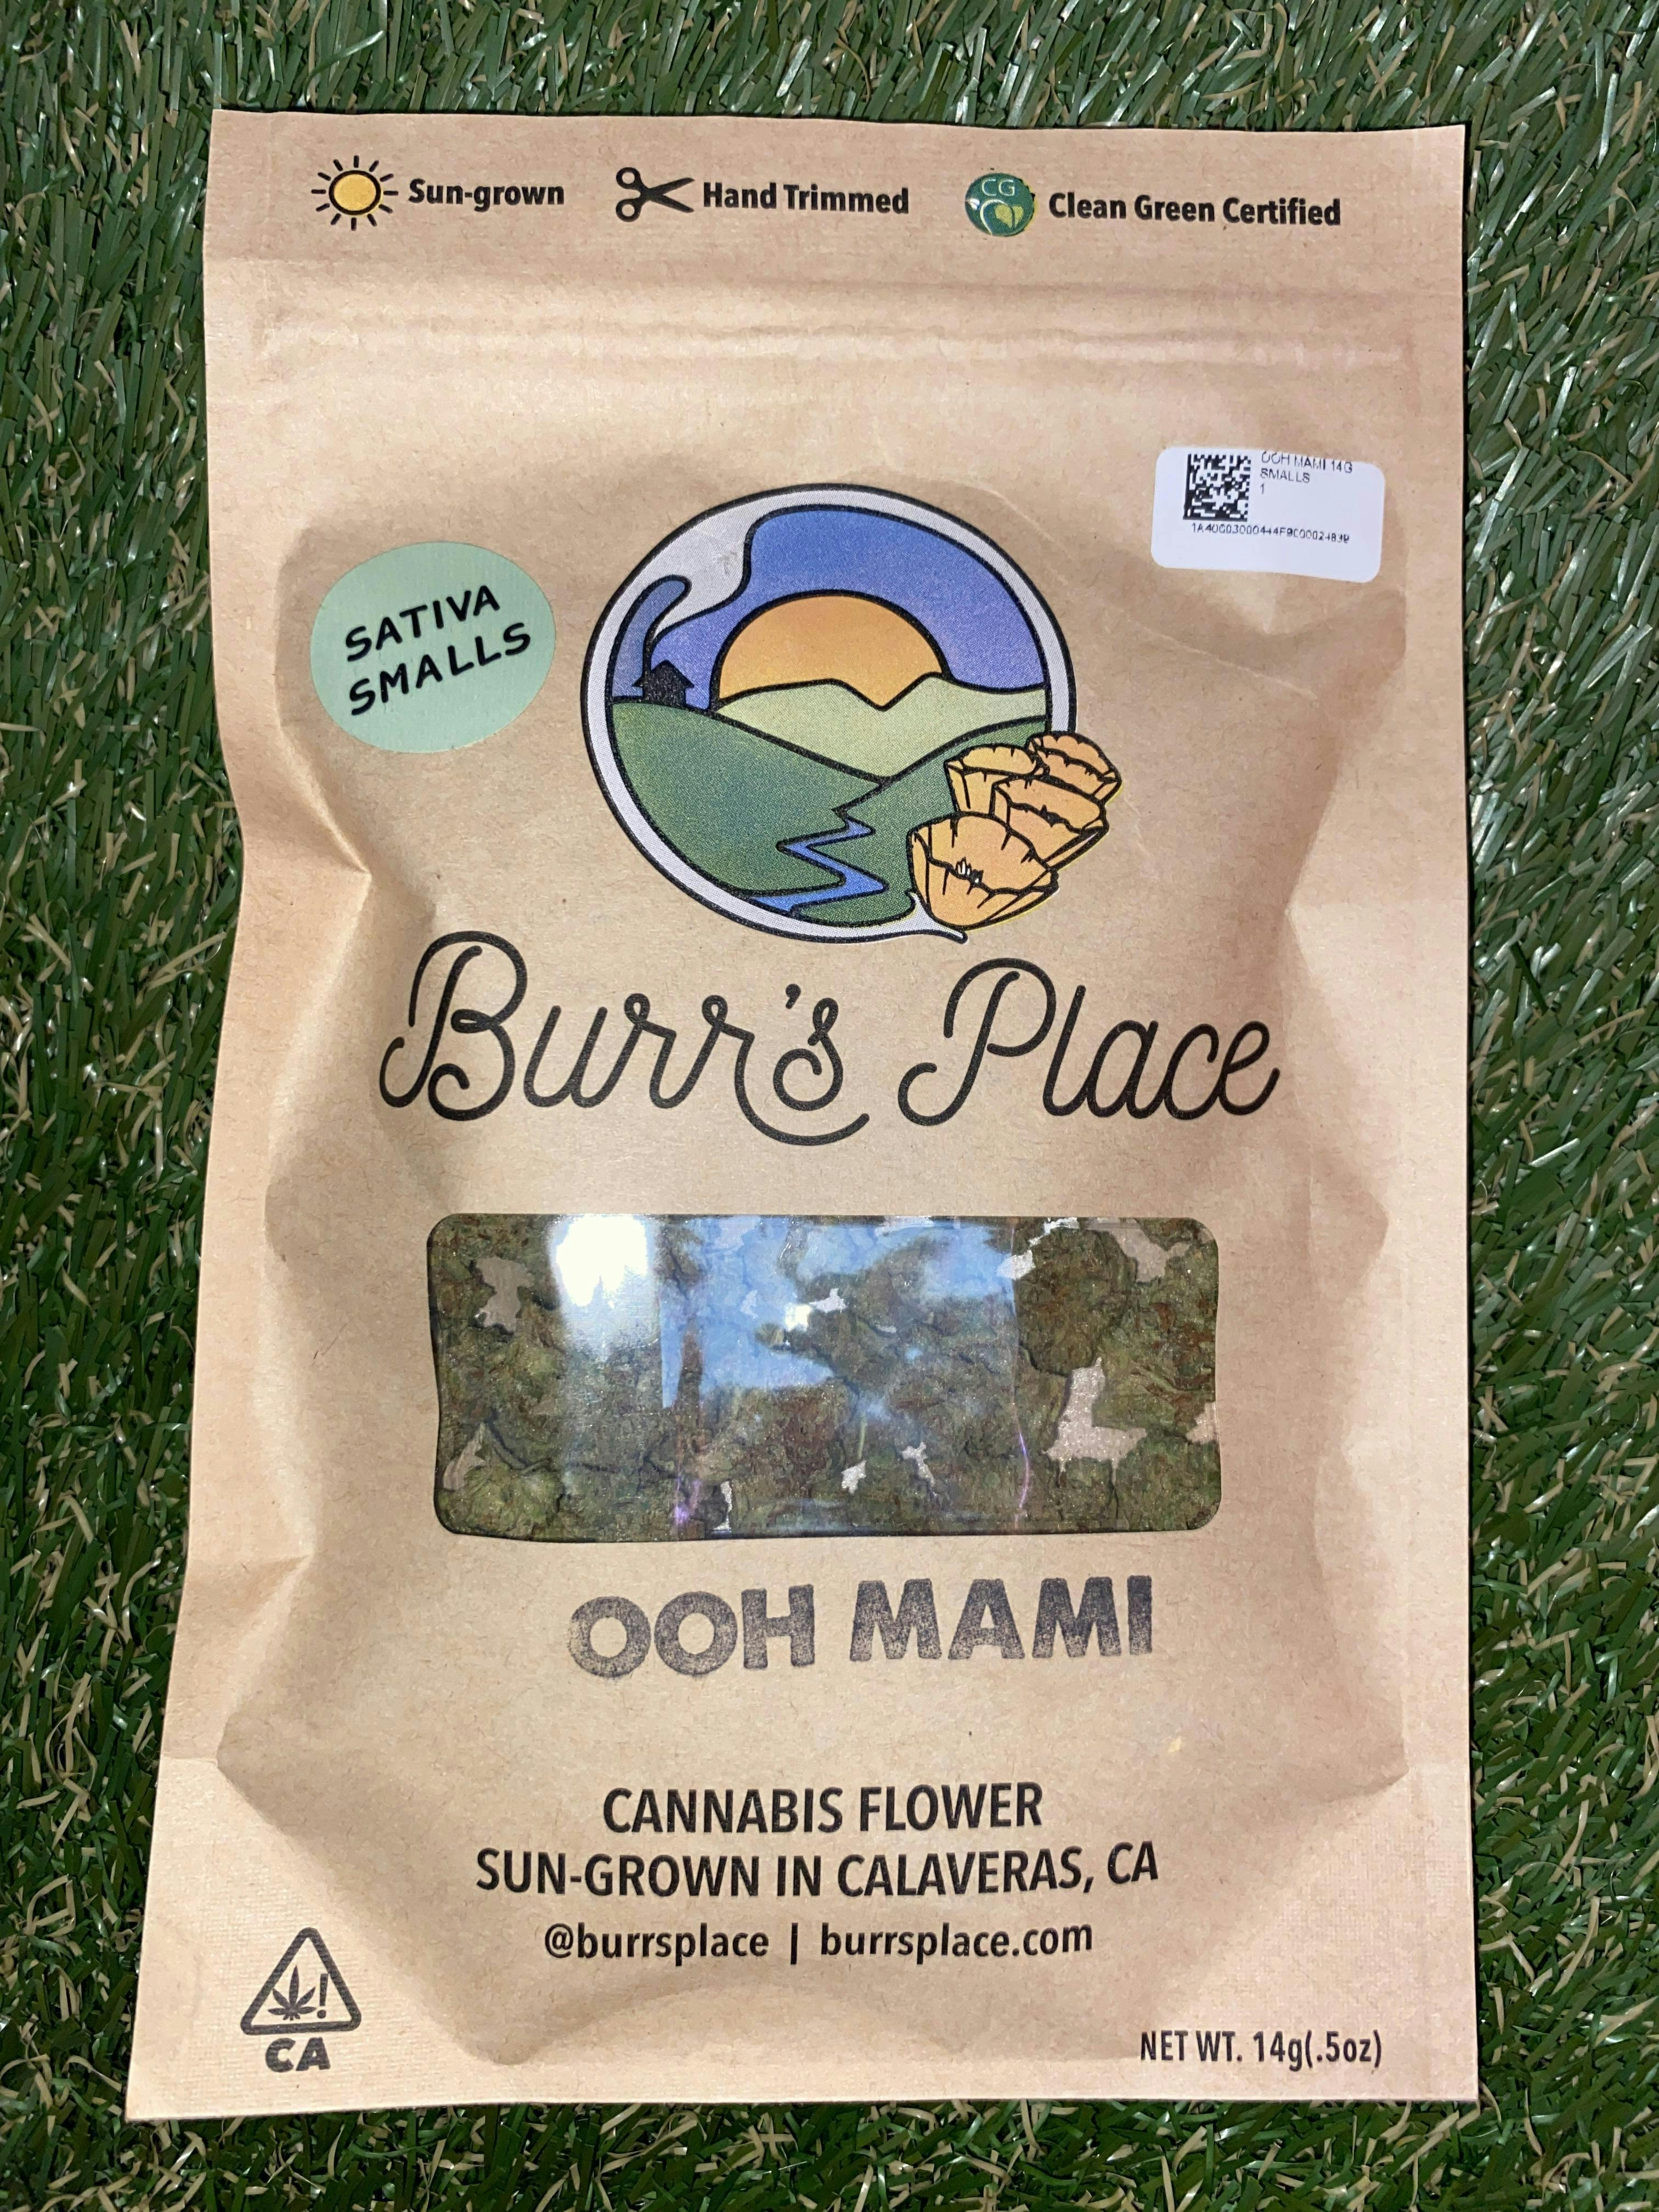 Sun-grown
Hand Trimmed
CG
Clean Green Certified
OOH MAMI 14G
SMALLS
1
SATIVA
SMALLS
Burr's Place
OOH MAMI
CANNABIS FLOWER
SUN-GROWN IN CALAVERAS, CA
@burrsplace | burrsplace.com
!
CA
NET WT. 14g(.5oz)